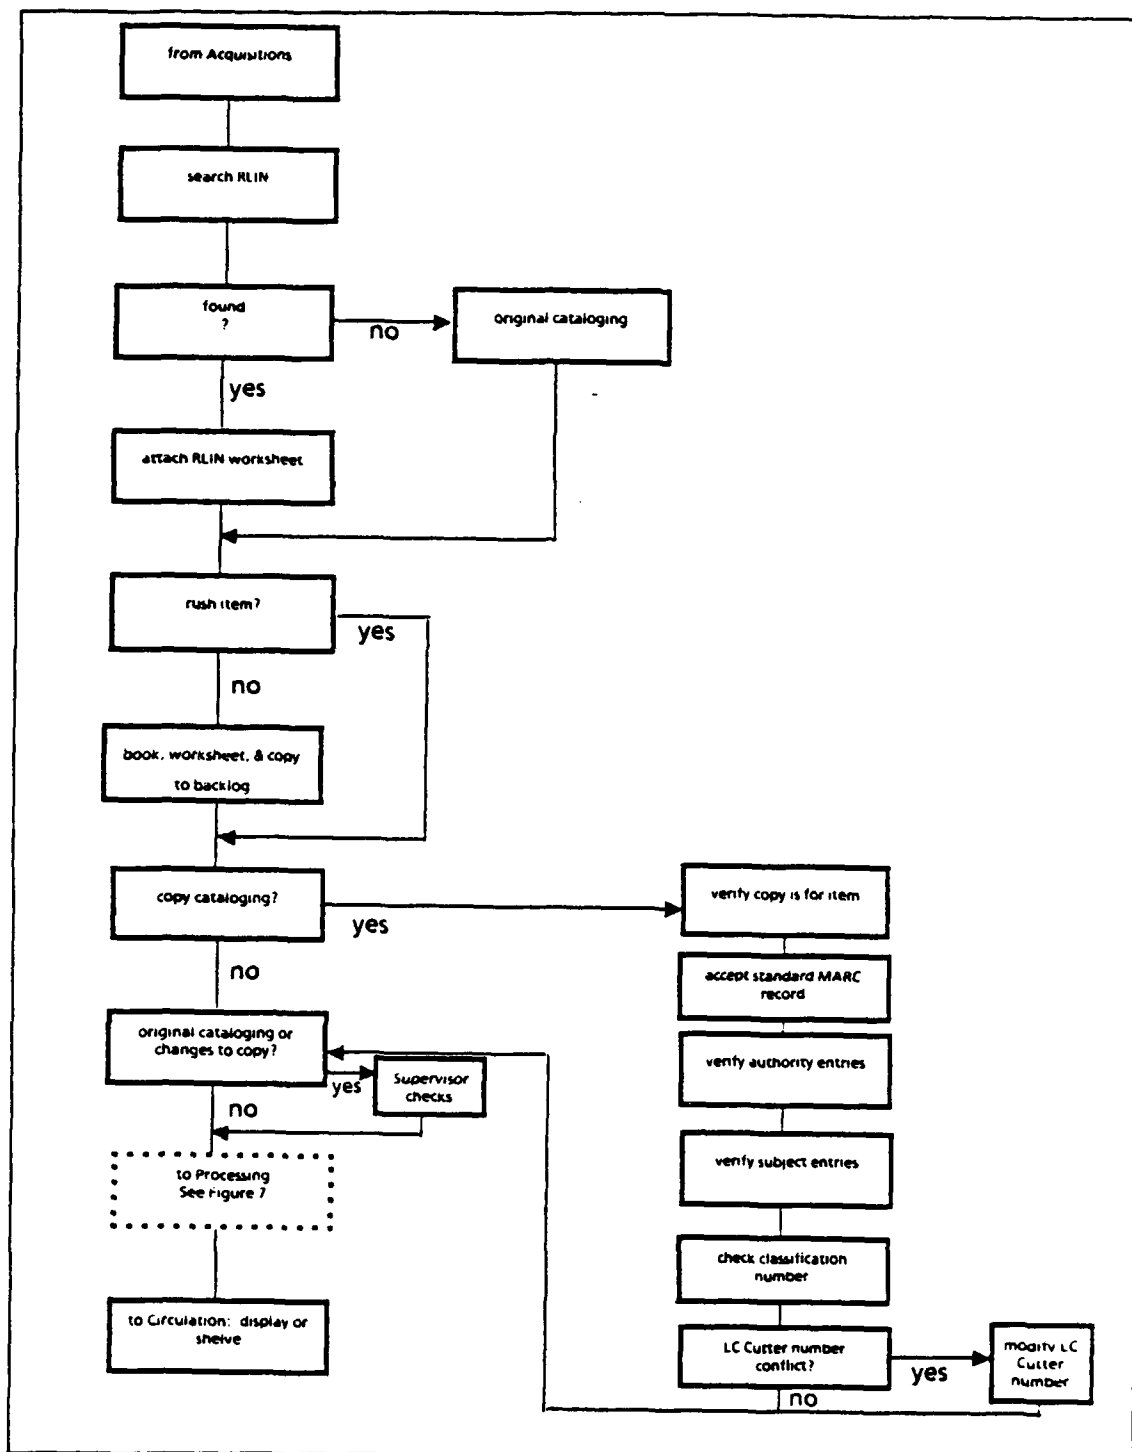 from Acquisitions
search RLIN
found
?
no
original cataloging
yes
attach RLIN worksheet
rush item?
yes
no
book, worksheet, & copy
to backlog
copy cataloging?
yes
no
verify copy is for item
accept standard MARC
record
verify authority entries
verify subject entries
check classification
number
LC Cutter number
conflict?
yes
no
modify LC
Cutter
number
original cataloging or
changes to copy?
yes
Supervisor
checks
no
to Processing
See Figure 7
to Circulation: display or
shelve